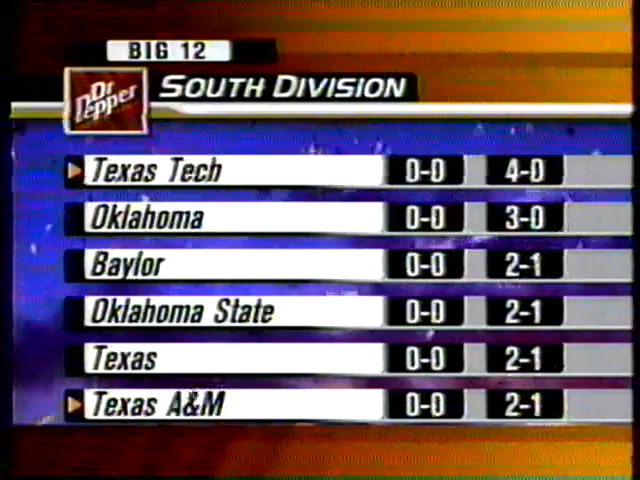 BIG 12
Dr Pepper
SOUTH DIVISION
Texas Tech 0-0 4-0
Oklahoma 0-0 3-0
Baylor 0-0 2-1
Oklahoma State 0-0 2-1
Texas 0-0 2-1
Texas A&M 0-0 2-1